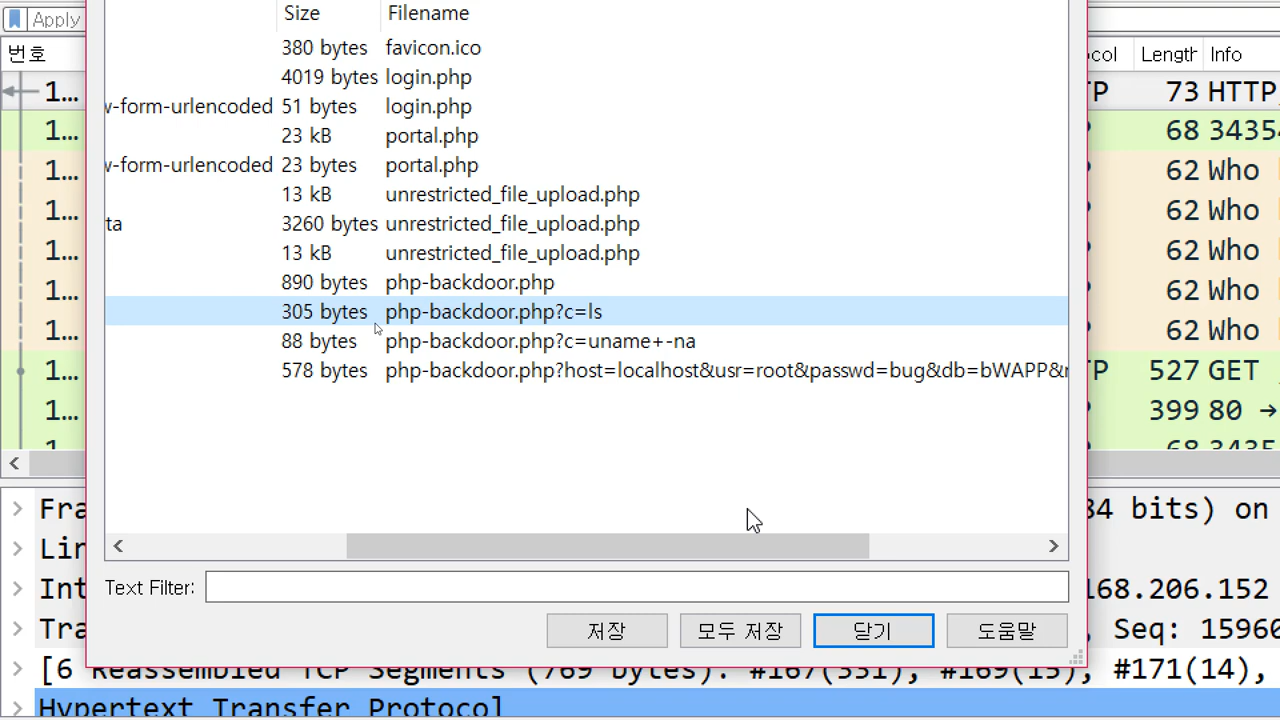 Apply
Size Filename
번호
col Length Info
380 bytes favicon.ico
4019 bytes login.php
1... 73 HTTP
w-form-urlencoded 51 bytes login.php
1... 68 34354
23 kB portal.php
w-form-urlencoded 23 bytes portal.php
1... 62 Who
13 kB unrestricted_file_upload.php
1... 62 Who
ta 3260 bytes unrestricted_file_upload.php
1... 62 Who
13 kB unrestricted_file_upload.php
890 bytes php-backdoor.php
1... 62 Who
305 bytes php-backdoor.php?c=ls
1... 62 Who
88 bytes php-backdoor.php?c=uname+-na
578 bytes php-backdoor.php?host=localhost&usr=root&passwd=bug&db=bWAPP&
1... TP 527 GET
1... 399 80 →
Fra 84 bits) on
Lin
Text Filter:
Int 168.206.152
저장 모두 저장 닫기 도움말
Tra , Seq: 15960
[6 Reassembled TCP Segments (769 bytes): #167(331), #169(15), #171(14),
Hypertext Transfer Protocol